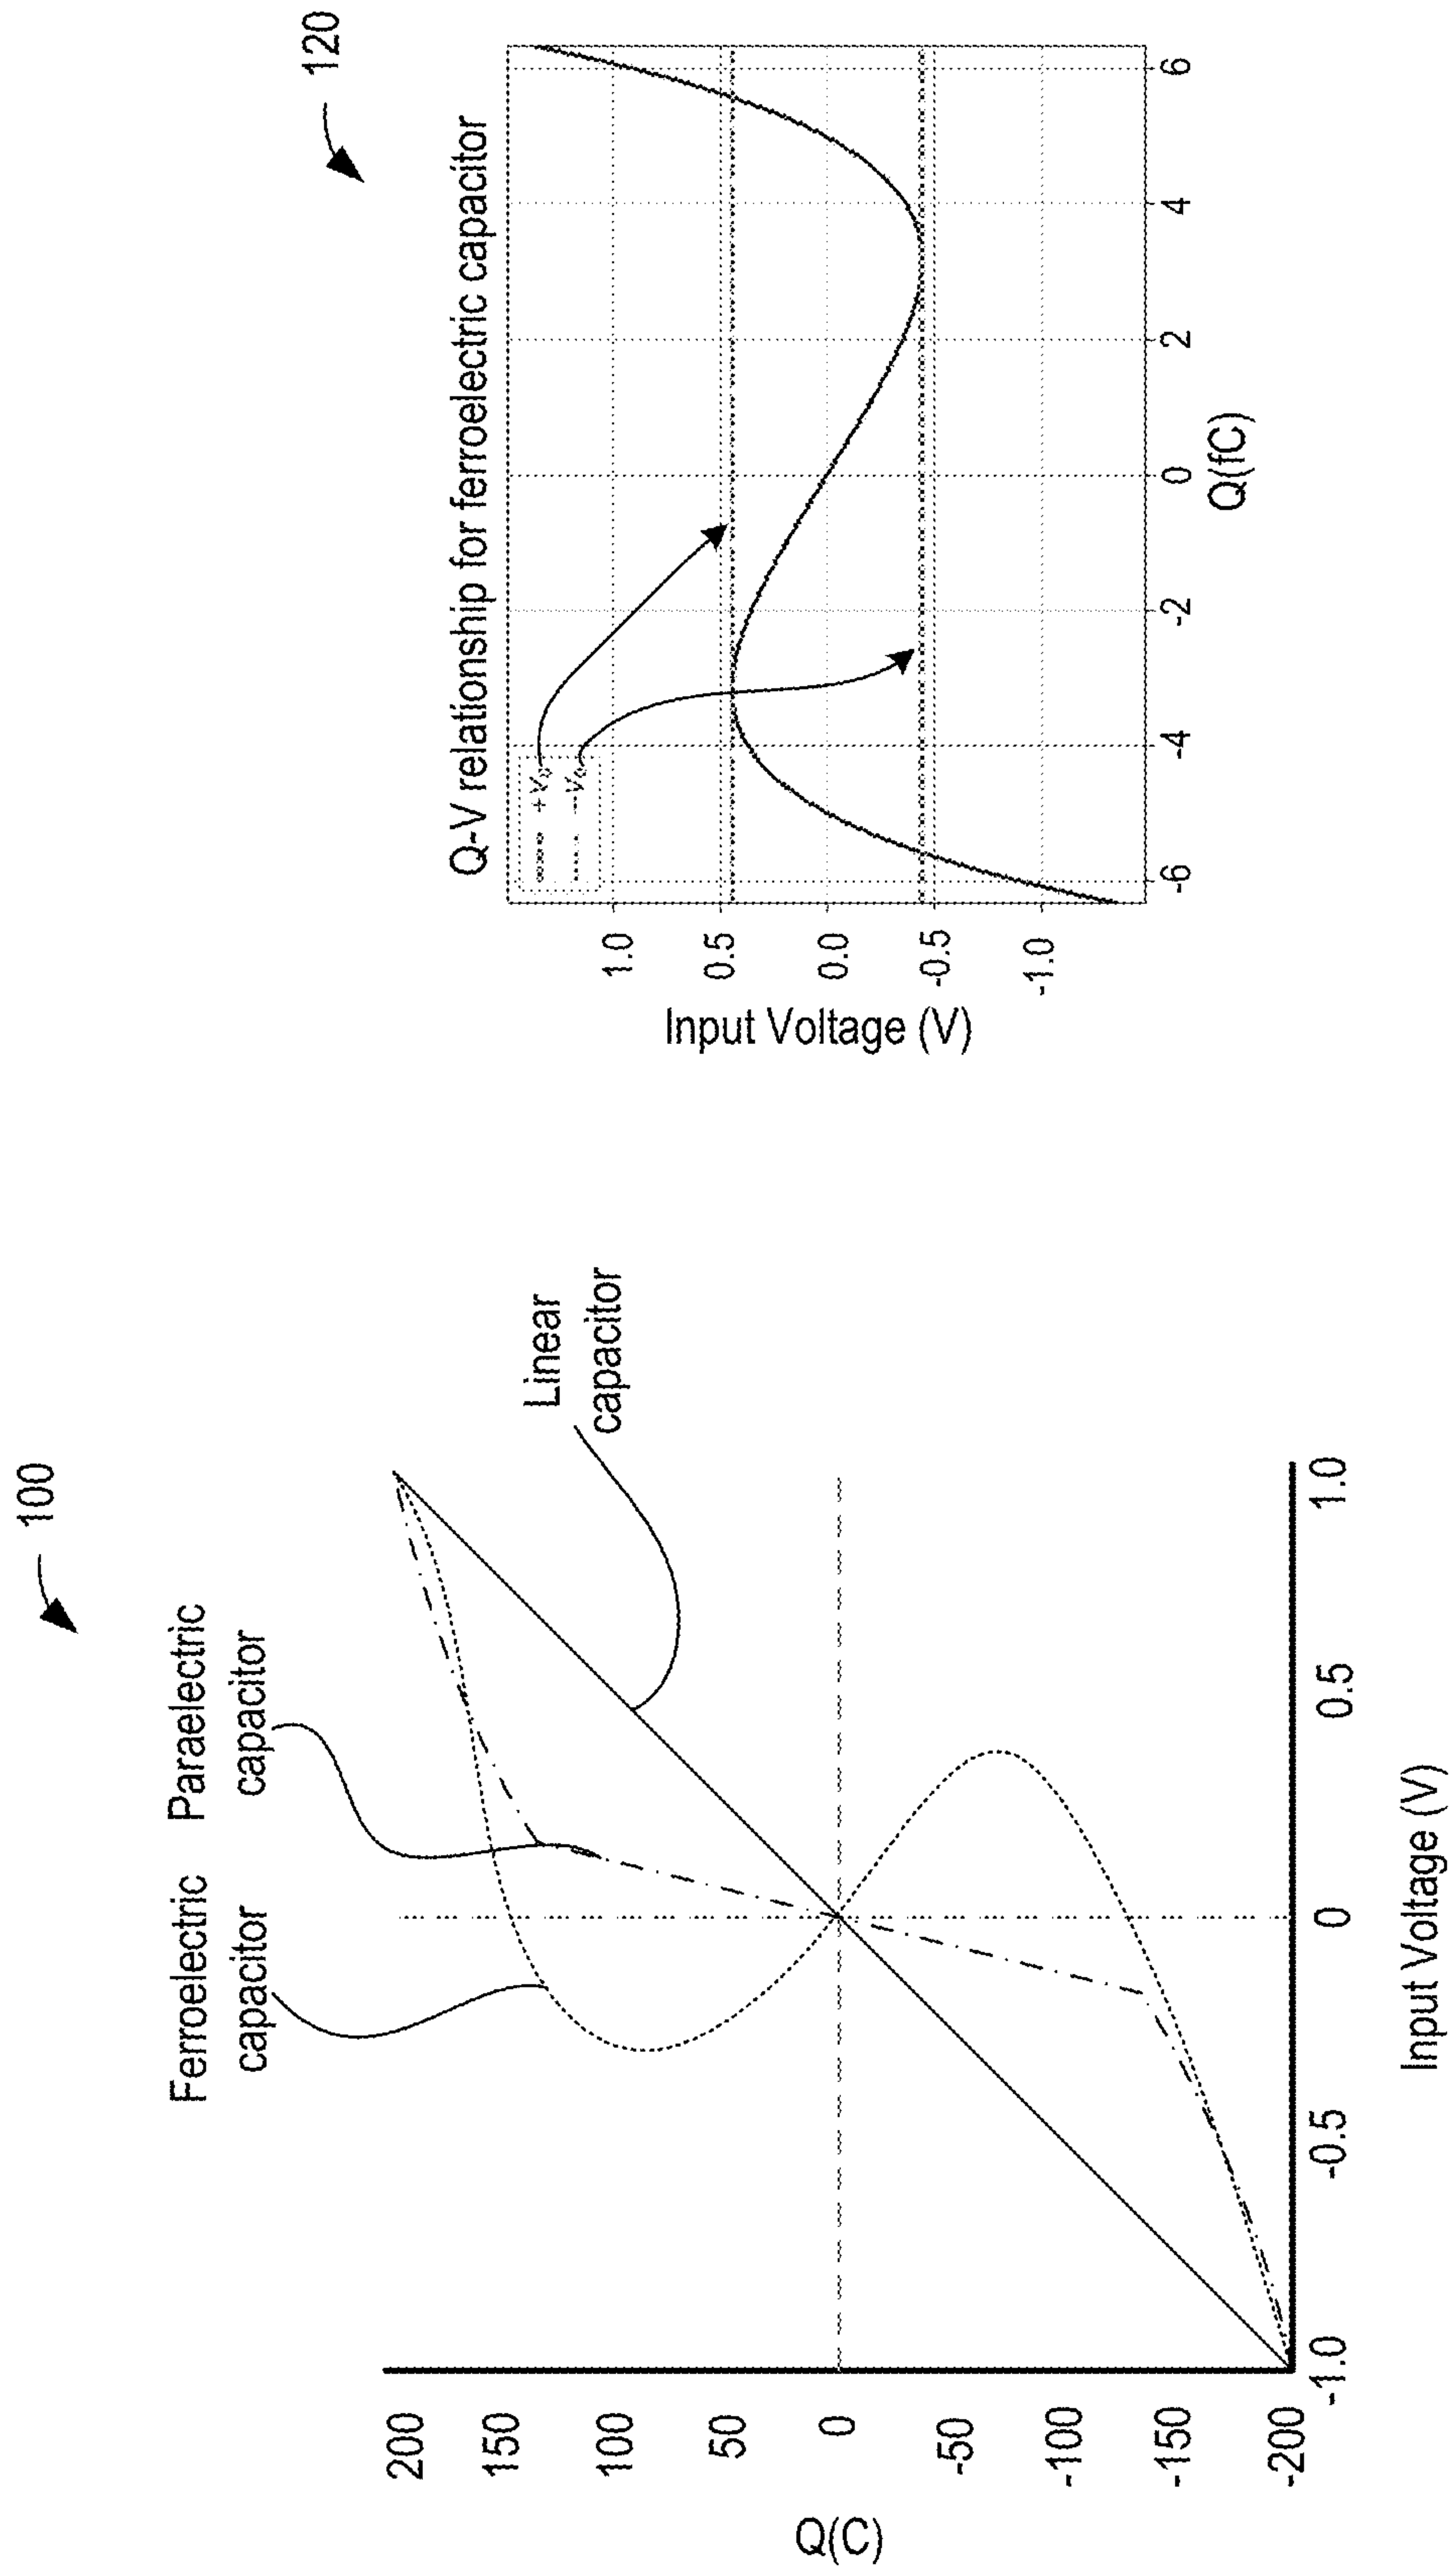 100
Ferroelectric
capacitor
Paraelectric
capacitor
Linear
capacitor
Q(C)
200
150
100
50
0
-50
-100
-150
-200
-1.0
-0.5
0
0.5
1.0
Input Voltage (V)
120
Q-V relationship for ferroelectric capacitor
+V₀
-V₀
Input Voltage (V)
1.0
0.5
0.0
-0.5
-1.0
-6
-4
-2
0
2
4
6
Q(fC)